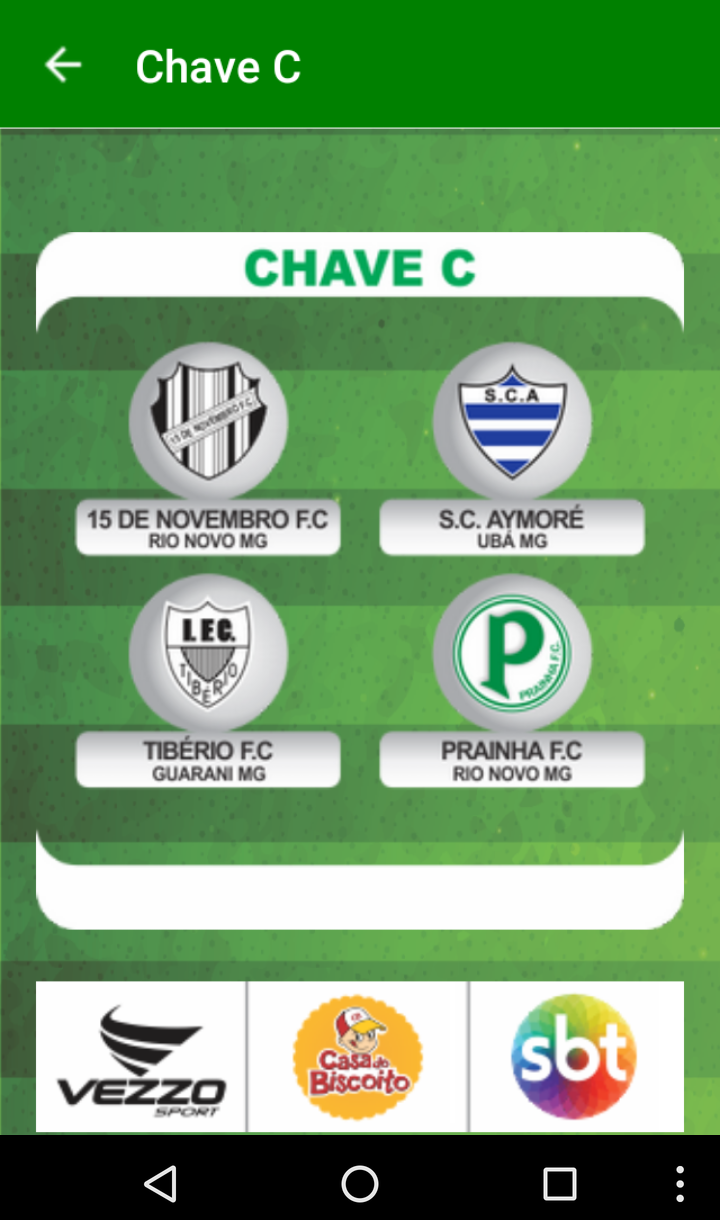 Chave C
CHAVE C
15 DE NOVEMBRO F.C.
S.C.A
15 DE NOVEMBRO F.C
RIO NOVO MG
S.C. AYMORÉ
UBÁ MG
I.E.C.
TIBÉRIO
P
PRAINHA F.C.
TIBÉRIO F.C
GUARANI MG
PRAINHA F.C
RIO NOVO MG
VEZZO
SPORT
Casa do
Biscoito
sbt